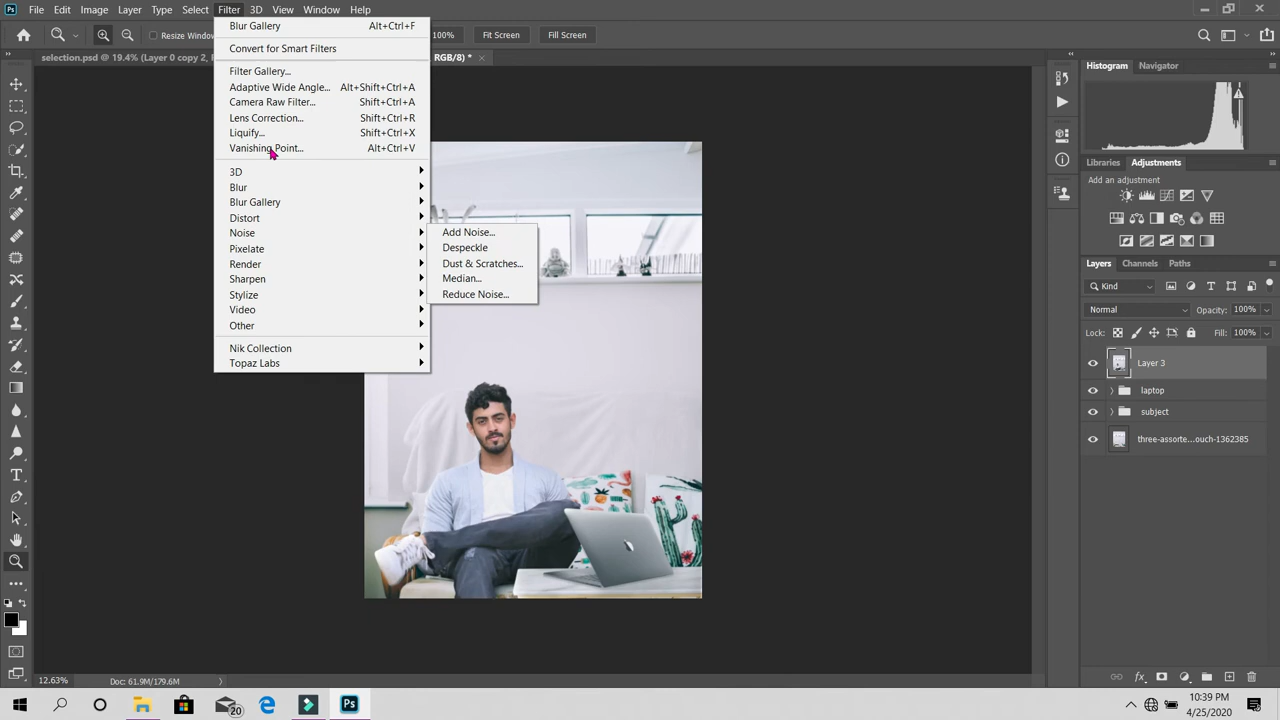 Ps File Edit Image Layer Type Select Filter 3D View Window Help
Resize Windo 100% Fit Screen Fill Screen
selection.psd @ 19.4% (Layer 0 copy 2, RGB/8) *
Blur Gallery Alt+Ctrl+F
Convert for Smart Filters
Filter Gallery...
Adaptive Wide Angle... Alt+Shift+Ctrl+A
Camera Raw Filter... Shift+Ctrl+A
Lens Correction... Shift+Ctrl+R
Liquify... Shift+Ctrl+X
Vanishing Point... Alt+Ctrl+V
3D
Blur
Blur Gallery
Distort
Noise
Pixelate
Render
Sharpen
Stylize
Video
Other
Nik Collection
Topaz Labs
Add Noise...
Despeckle
Dust & Scratches...
Median...
Reduce Noise...
Histogram Navigator
Libraries Adjustments
Add an adjustment
Layers Channels Paths
Kind
Normal Opacity: 100%
Lock: Fill: 100%
Layer 3
laptop
subject
three-assorte...ouch-1362385
12.63% Doc: 61.9M/179.6M
20
Ps
10:39 PM
4/25/2020